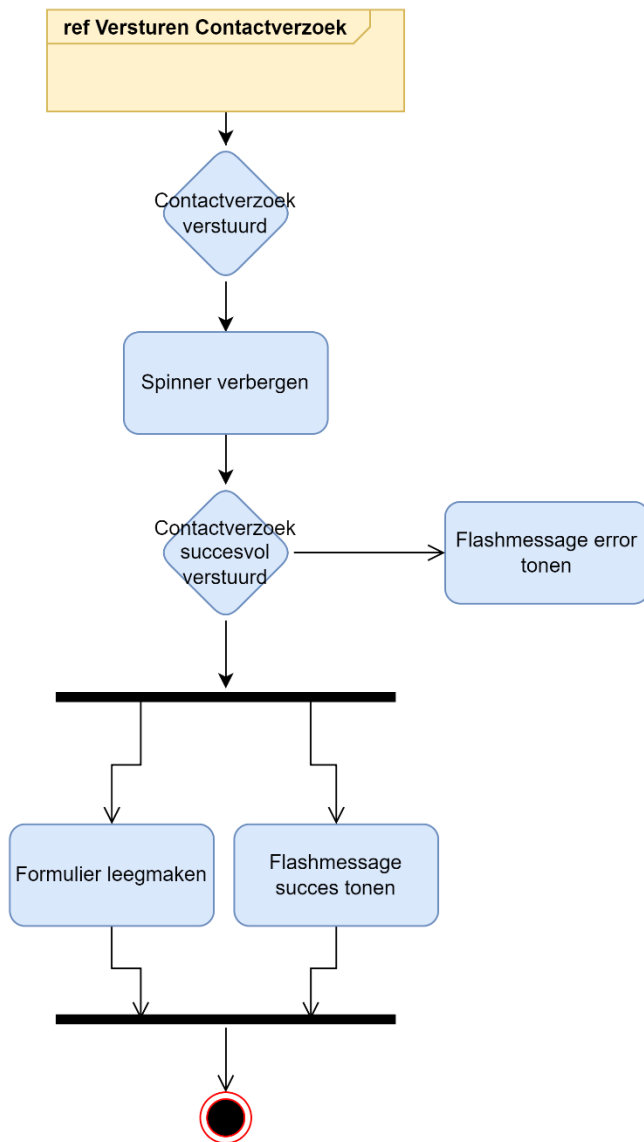 ref Versturen Contactverzoek
Contactverzoek
verstuurd
Spinner verbergen
Contactverzoek
succesvol
verstuurd
Flashmessage error
tonen
Formulier leegmaken
Flashmessage
succes tonen